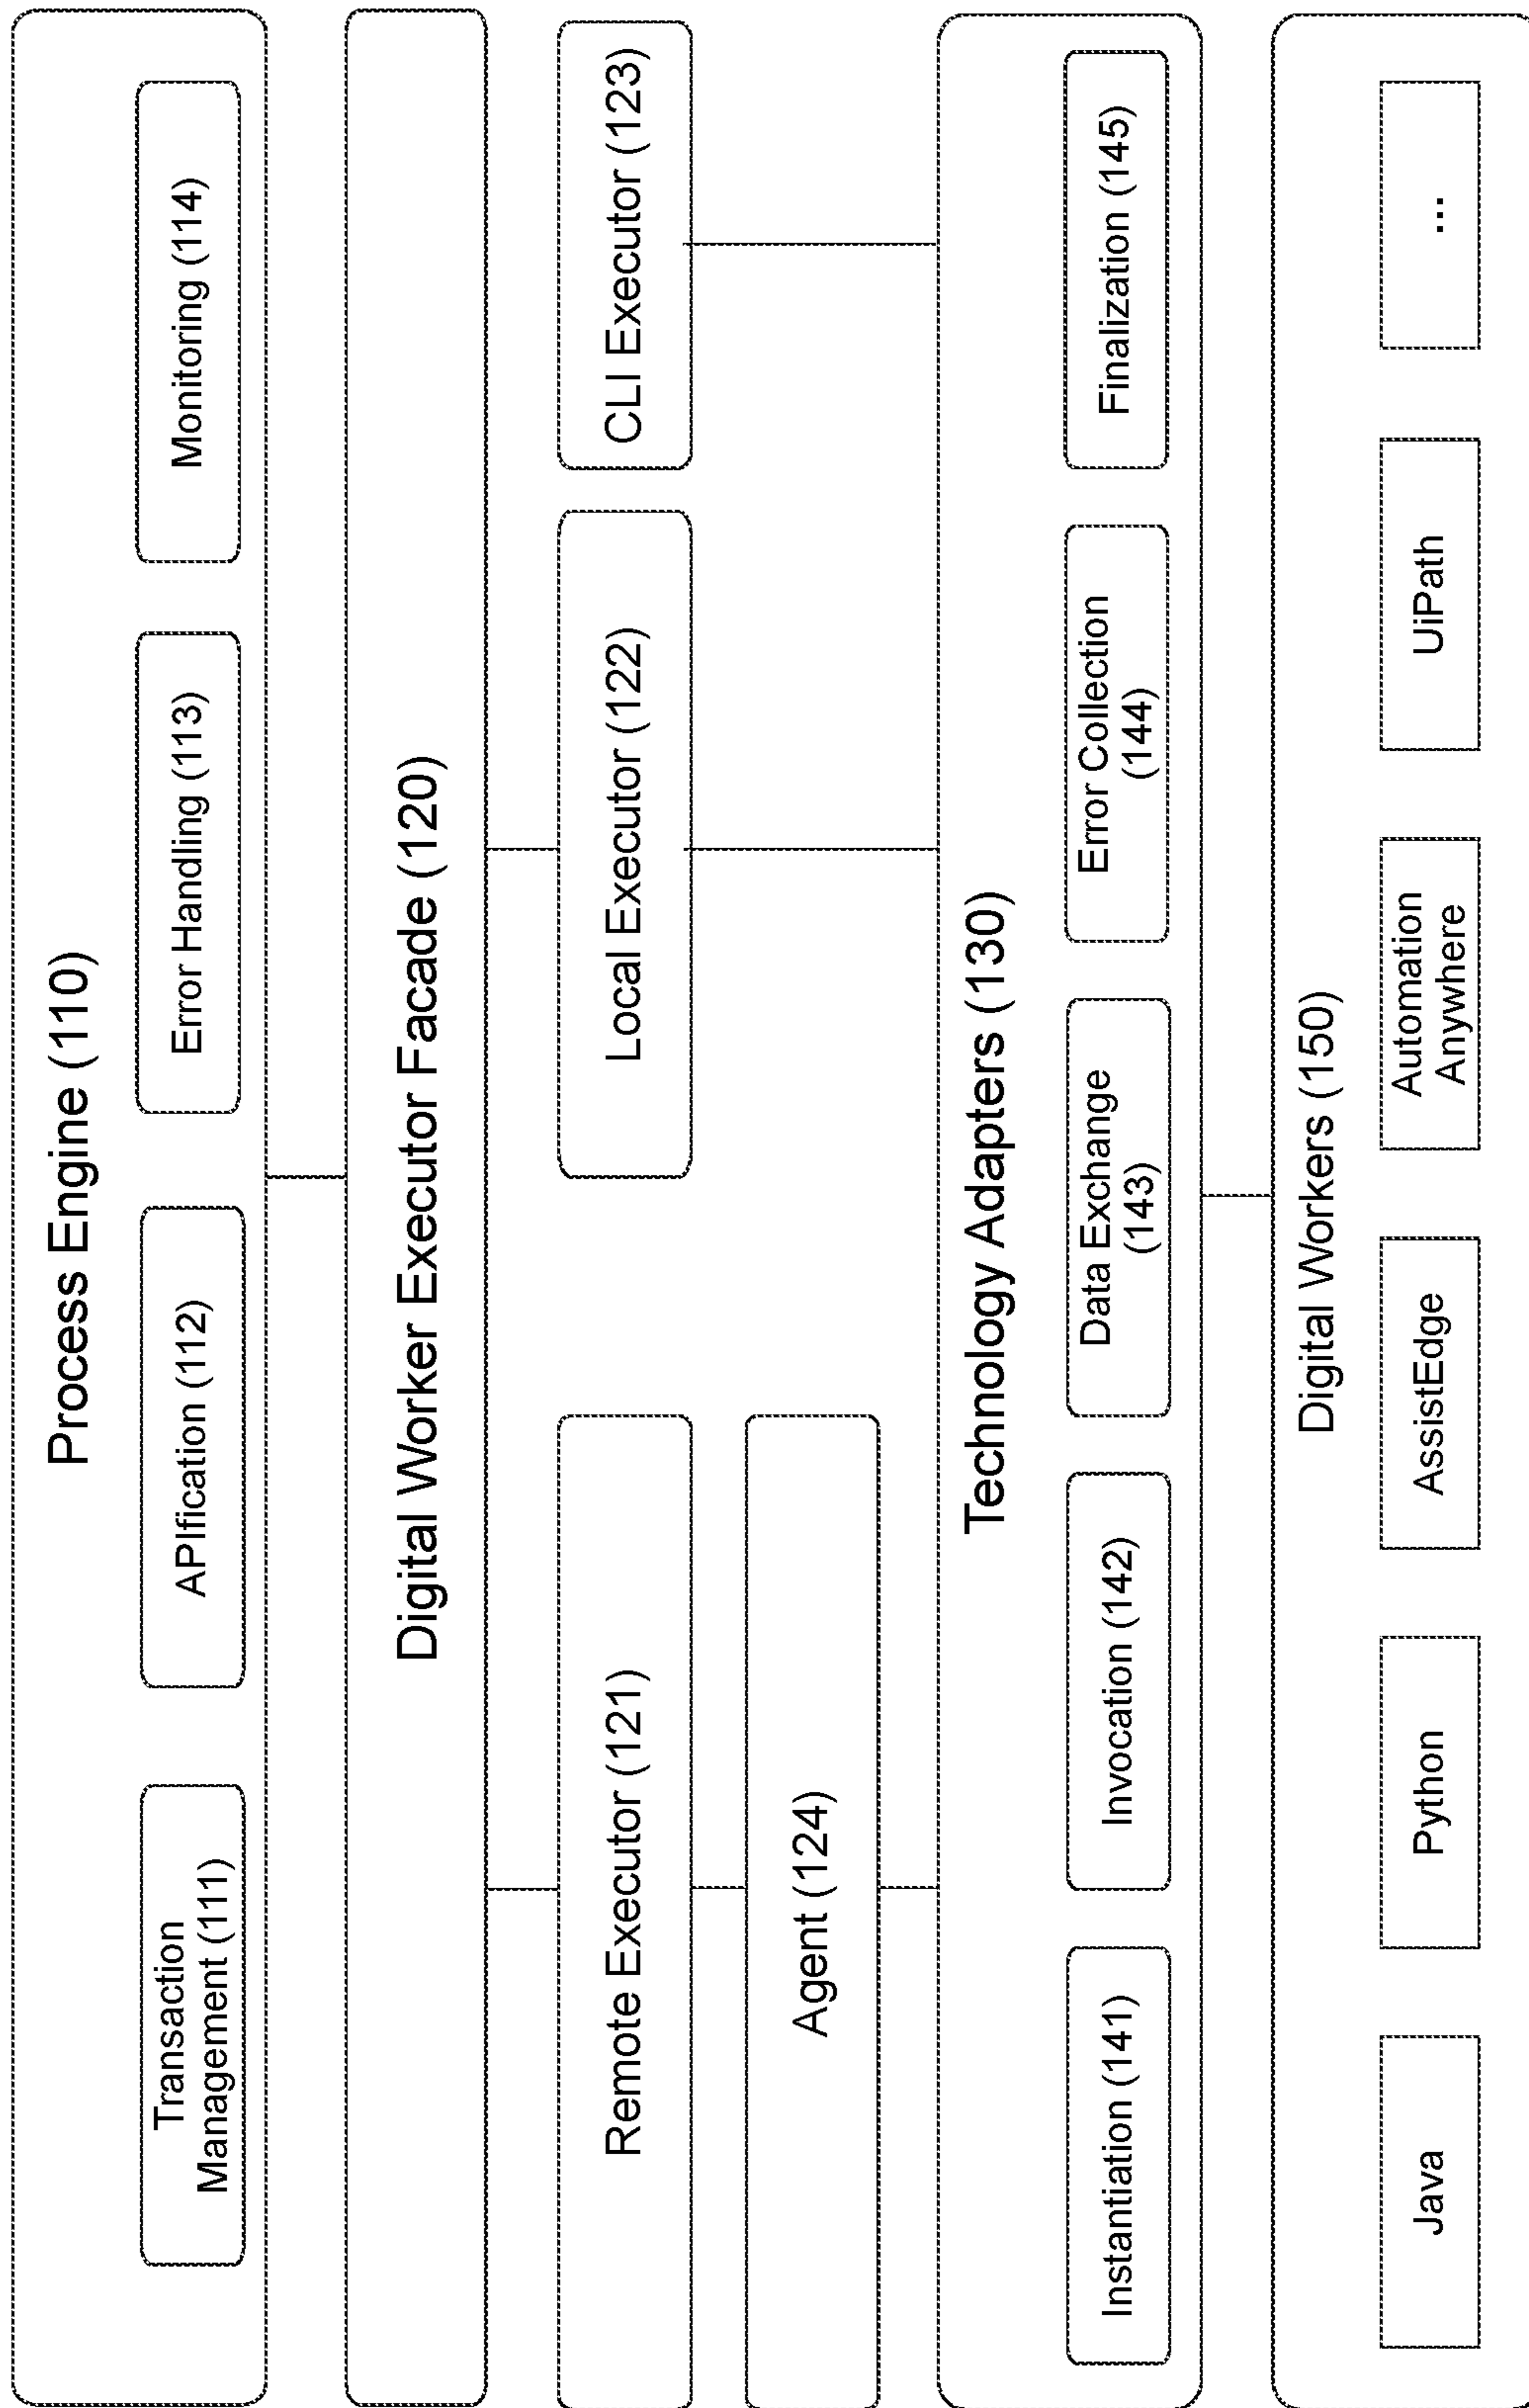 Process Engine (110)
Transaction
Management (111)
APIfication (112)
Error Handling (113)
Monitoring (114)
Digital Worker Executor Facade (120)
Remote Executor (121)
Local Executor (122)
CLI Executor (123)
Agent (124)
Technology Adapters (130)
Instantiation (141)
Invocation (142)
Data Exchange
(143)
Error Collection
(144)
Finalization (145)
Digital Workers (150)
Java
Python
AssistEdge
Automation
Anywhere
UiPath
...